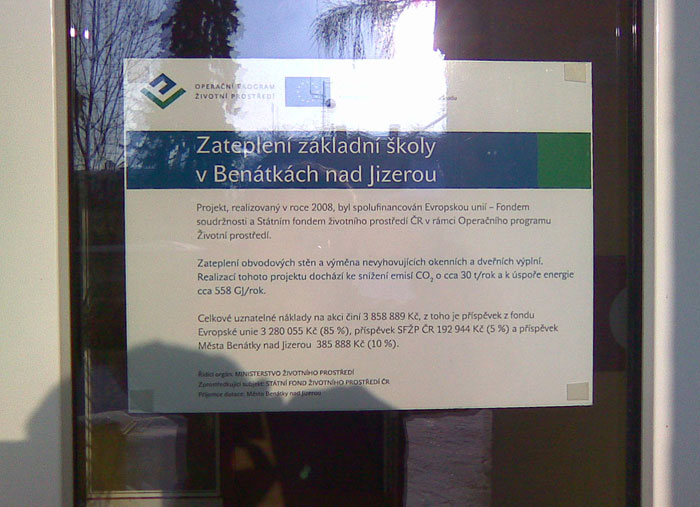 OPERAČNÍ PROGRAM
ŽIVOTNÍ PROSTŘEDÍ
Zateplení základní školy
v Benátkách nad Jizerou
Projekt, realizovaný v roce 2008, byl spolufinancován Evropskou unií – Fondem
soudržnosti a Státním fondem životního prostředí ČR v rámci Operačního programu
Životní prostředí.
Zateplení obvodových stěn a výměna nevyhovujících okenních a dveřních výplní.
Realizací tohoto projektu dochází ke snížení emisí CO₂ o cca 30 t/rok a k úspoře energie
cca 558 GJ/rok.
Celkové uznatelné náklady na akci činí 3 858 889 Kč, z toho je příspěvek z fondu
Evropské unie 3 280 055 Kč (85 %), příspěvek SFŽP ČR 192 944 Kč (5 %) a příspěvek
Města Benátky nad Jizerou 385 888 Kč (10 %).
Řídící orgán: MINISTERSTVO ŽIVOTNÍHO PROSTŘEDÍ
Zprostředkující subjekt: STÁTNÍ FOND ŽIVOTNÍHO PROSTŘEDÍ ČR
Příjemce dotace: Město Benátky nad Jizerou